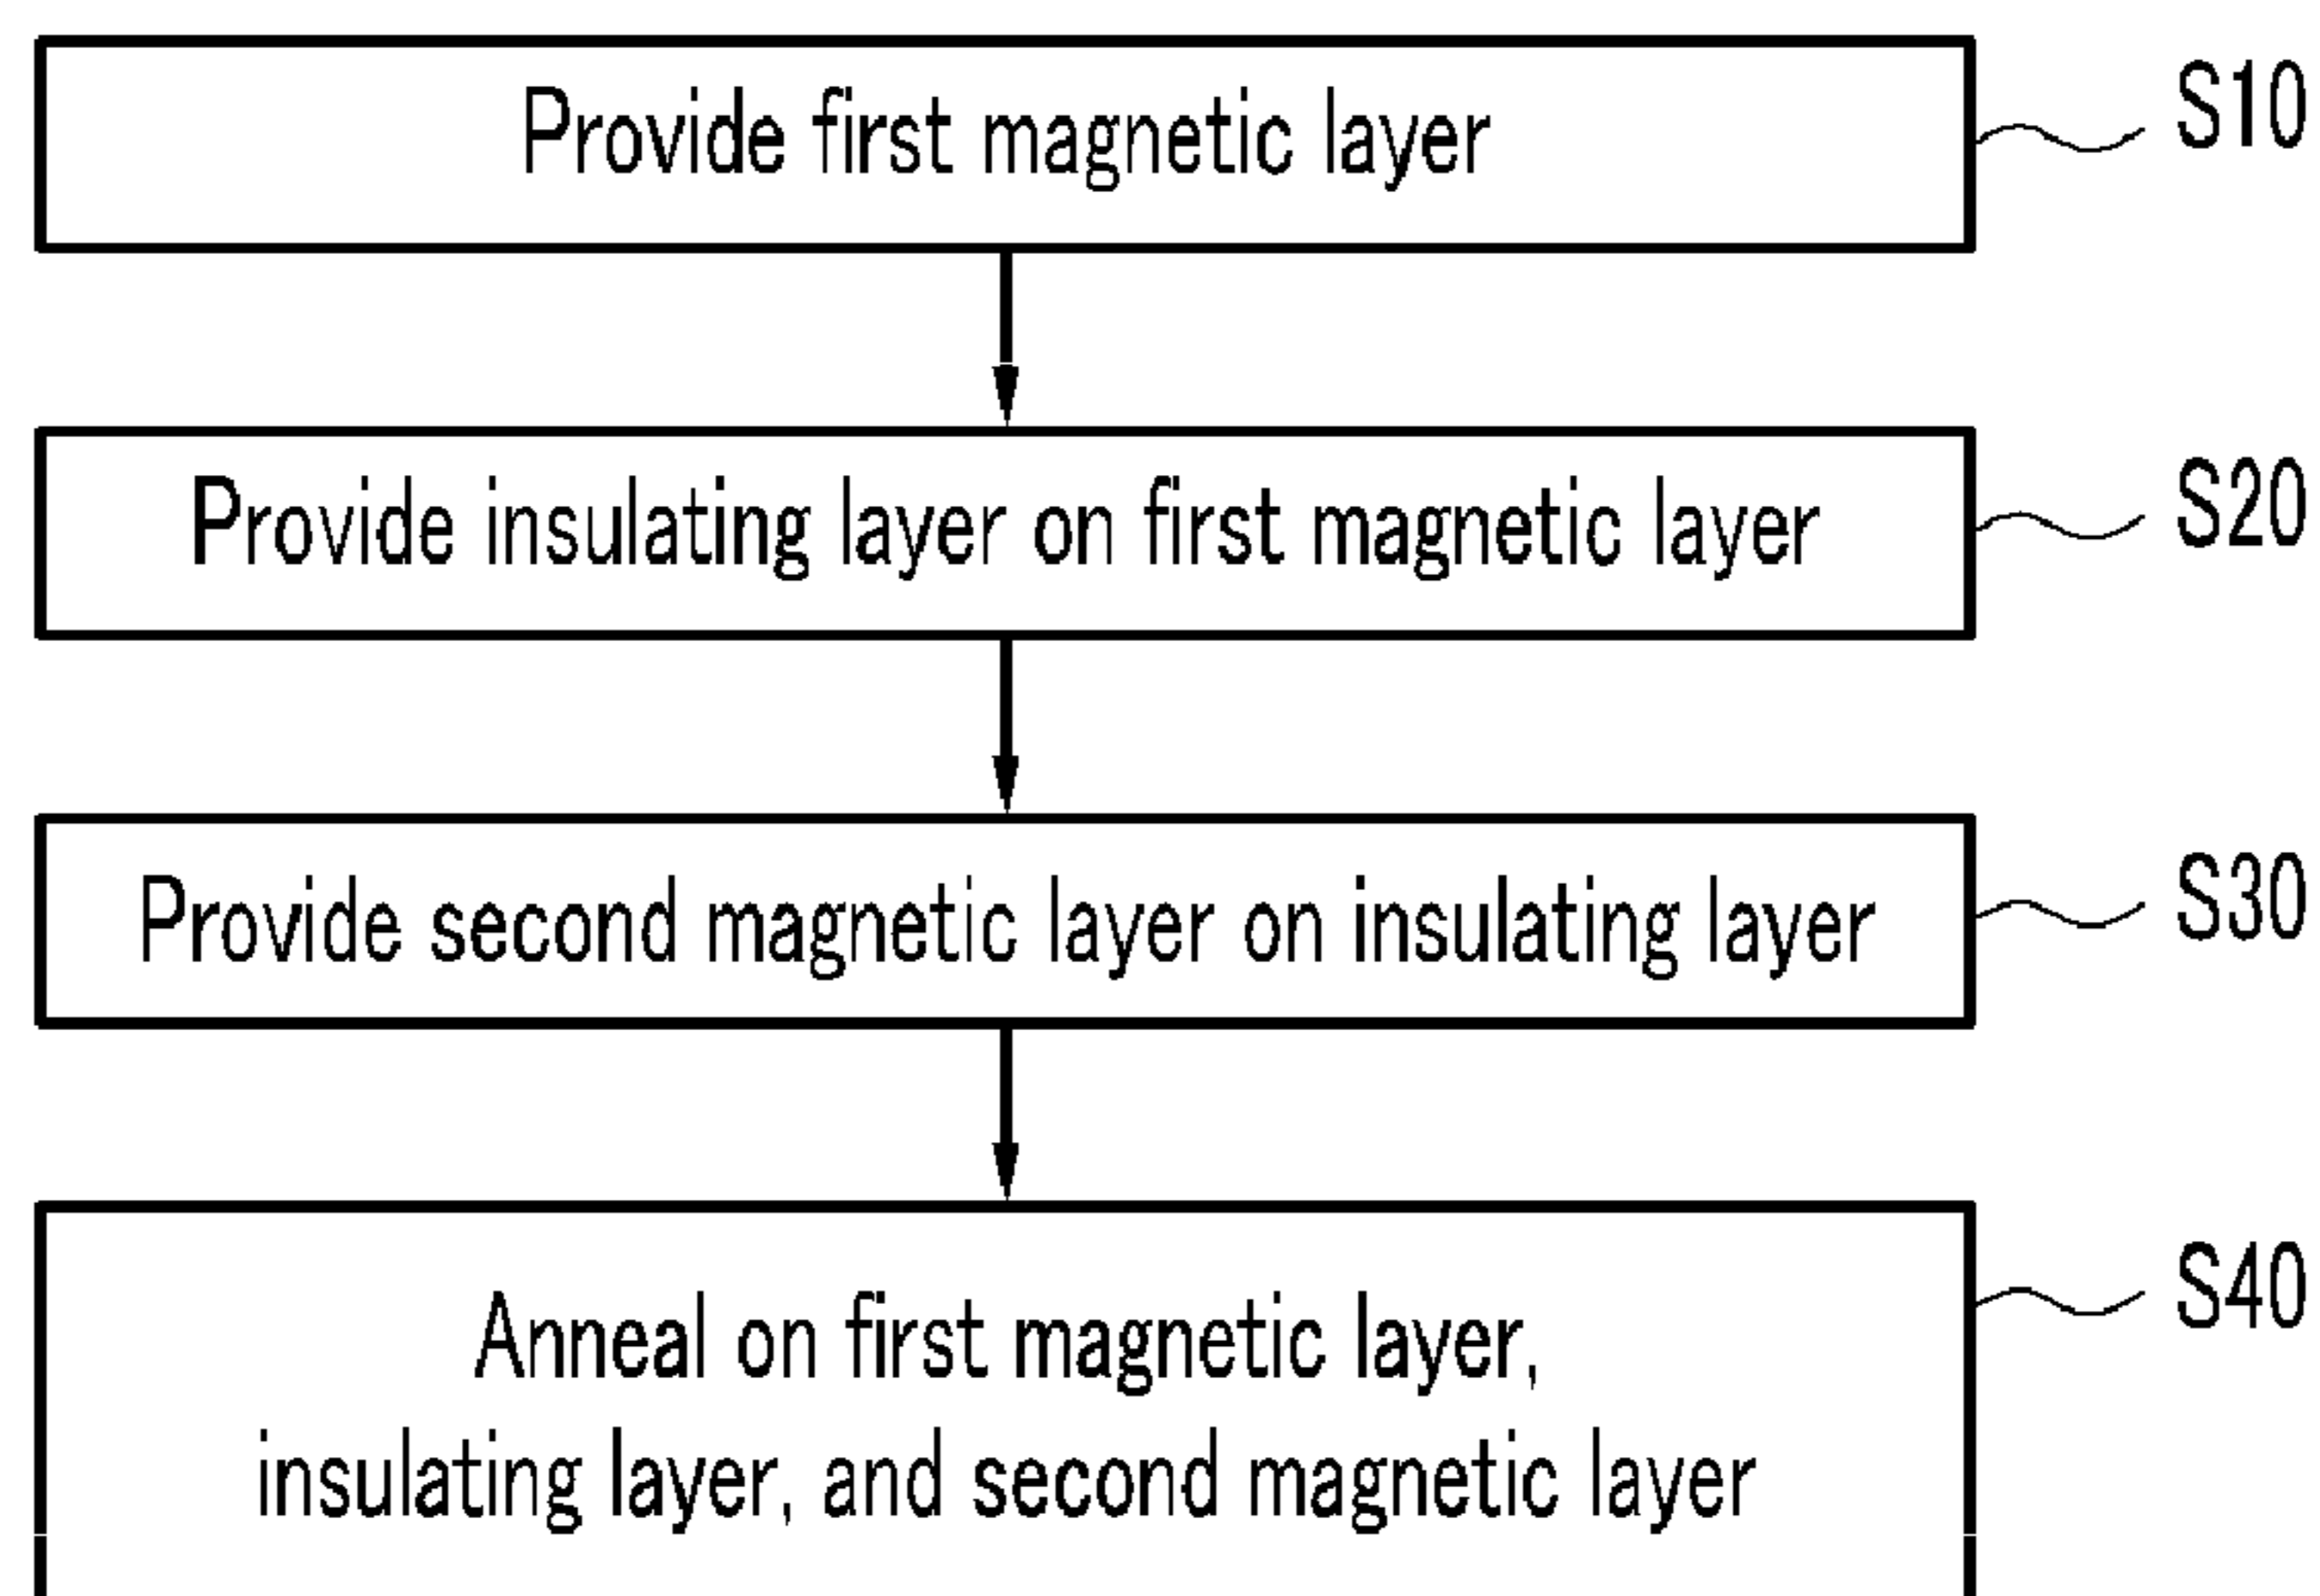 Provide first magnetic layer
S10
Provide insulating layer on first magnetic layer
S20
Provide second magnetic layer on insulating layer
S30
S40
Anneal on first magnetic layer,
insulating layer, and second magnetic layer